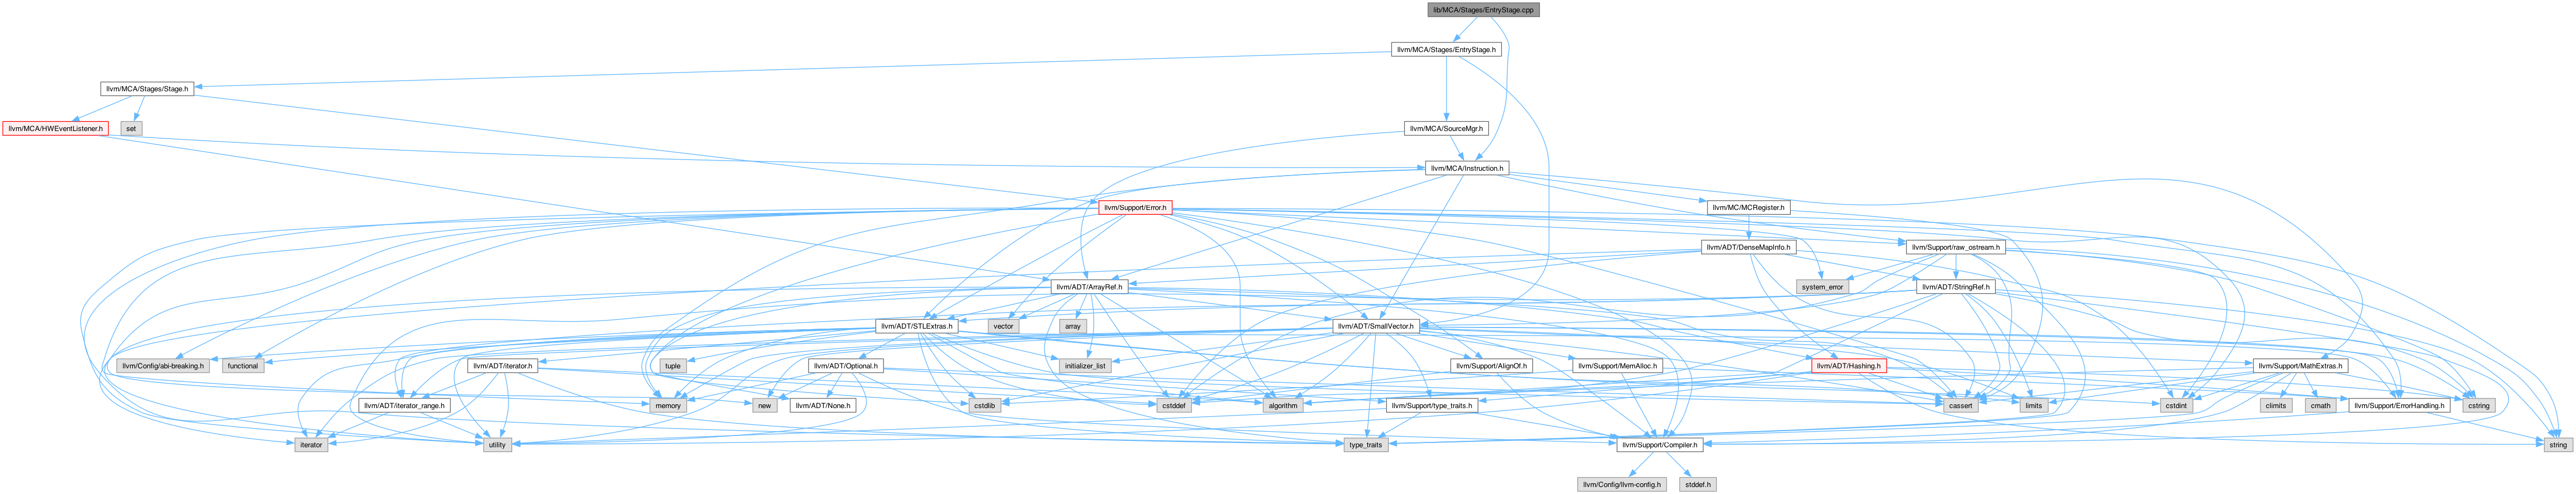 lib/MCA/Stages/EntryStage.cpp
llvm/MCA/Stages/EntryStage.h
llvm/MCA/Stages/Stage.h
llvm/MCA/HWEventListener.h
set
llvm/MCA/SourceMgr.h
llvm/MCA/Instruction.h
llvm/Support/Error.h
llvm/MC/MCRegister.h
llvm/ADT/DenseMapInfo.h
llvm/Support/raw_ostream.h
llvm/ADT/ArrayRef.h
system_error
llvm/ADT/StringRef.h
llvm/ADT/STLExtras.h
vector
array
llvm/ADT/SmallVector.h
llvm/Config/abi-breaking.h
functional
llvm/ADT/iterator.h
tuple
llvm/ADT/Optional.h
initializer_list
llvm/Support/AlignOf.h
llvm/Support/MemAlloc.h
llvm/ADT/Hashing.h
llvm/Support/MathExtras.h
llvm/ADT/iterator_range.h
memory
new
llvm/ADT/None.h
cstdlib
cstddef
algorithm
llvm/Support/type_traits.h
cassert
limits
cstdint
climits
cmath
llvm/Support/ErrorHandling.h
cstring
iterator
utility
type_traits
llvm/Support/Compiler.h
string
llvm/Config/llvm-config.h
stddef.h